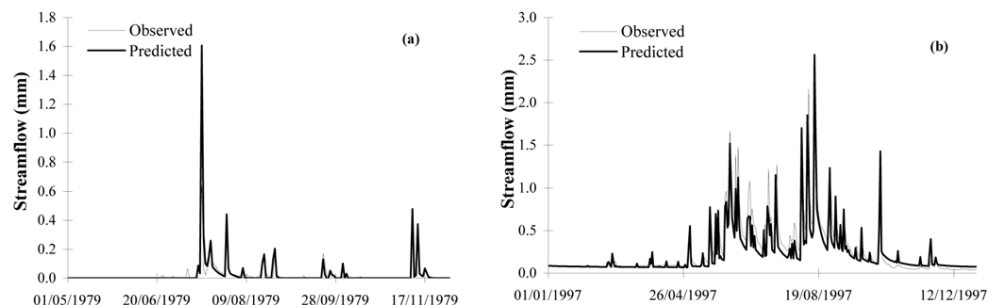 1.8
1.6
1.4
1.2
1.0
0.8
0.6
0.4
0.2
0.0
Streamflow (mm)
Observed
Predicted
(a)
01/05/1979 20/06/1979 09/08/1979 28/09/1979 17/11/1979
3.0
2.5
2.0
1.5
1.0
0.5
0.0
Streamflow (mm)
Observed
Predicted
(b)
01/01/1997 26/04/1997 19/08/1997 12/12/1997